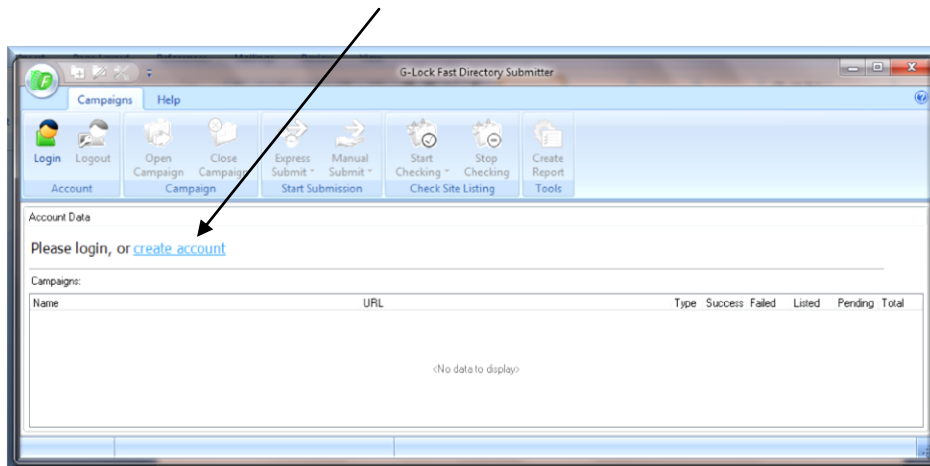 G-Lock Fast Directory Submitter
Campaigns Help
Login Logout Open Campaign Close Campaign Express Submit Manual Submit Start Checking Stop Checking Create Report
Account Campaign Start Submission Check Site Listing Tools
Account Data
Please login, or create account
Campaigns:
Name URL Type Success Failed Listed Pending Total
<No data to display>